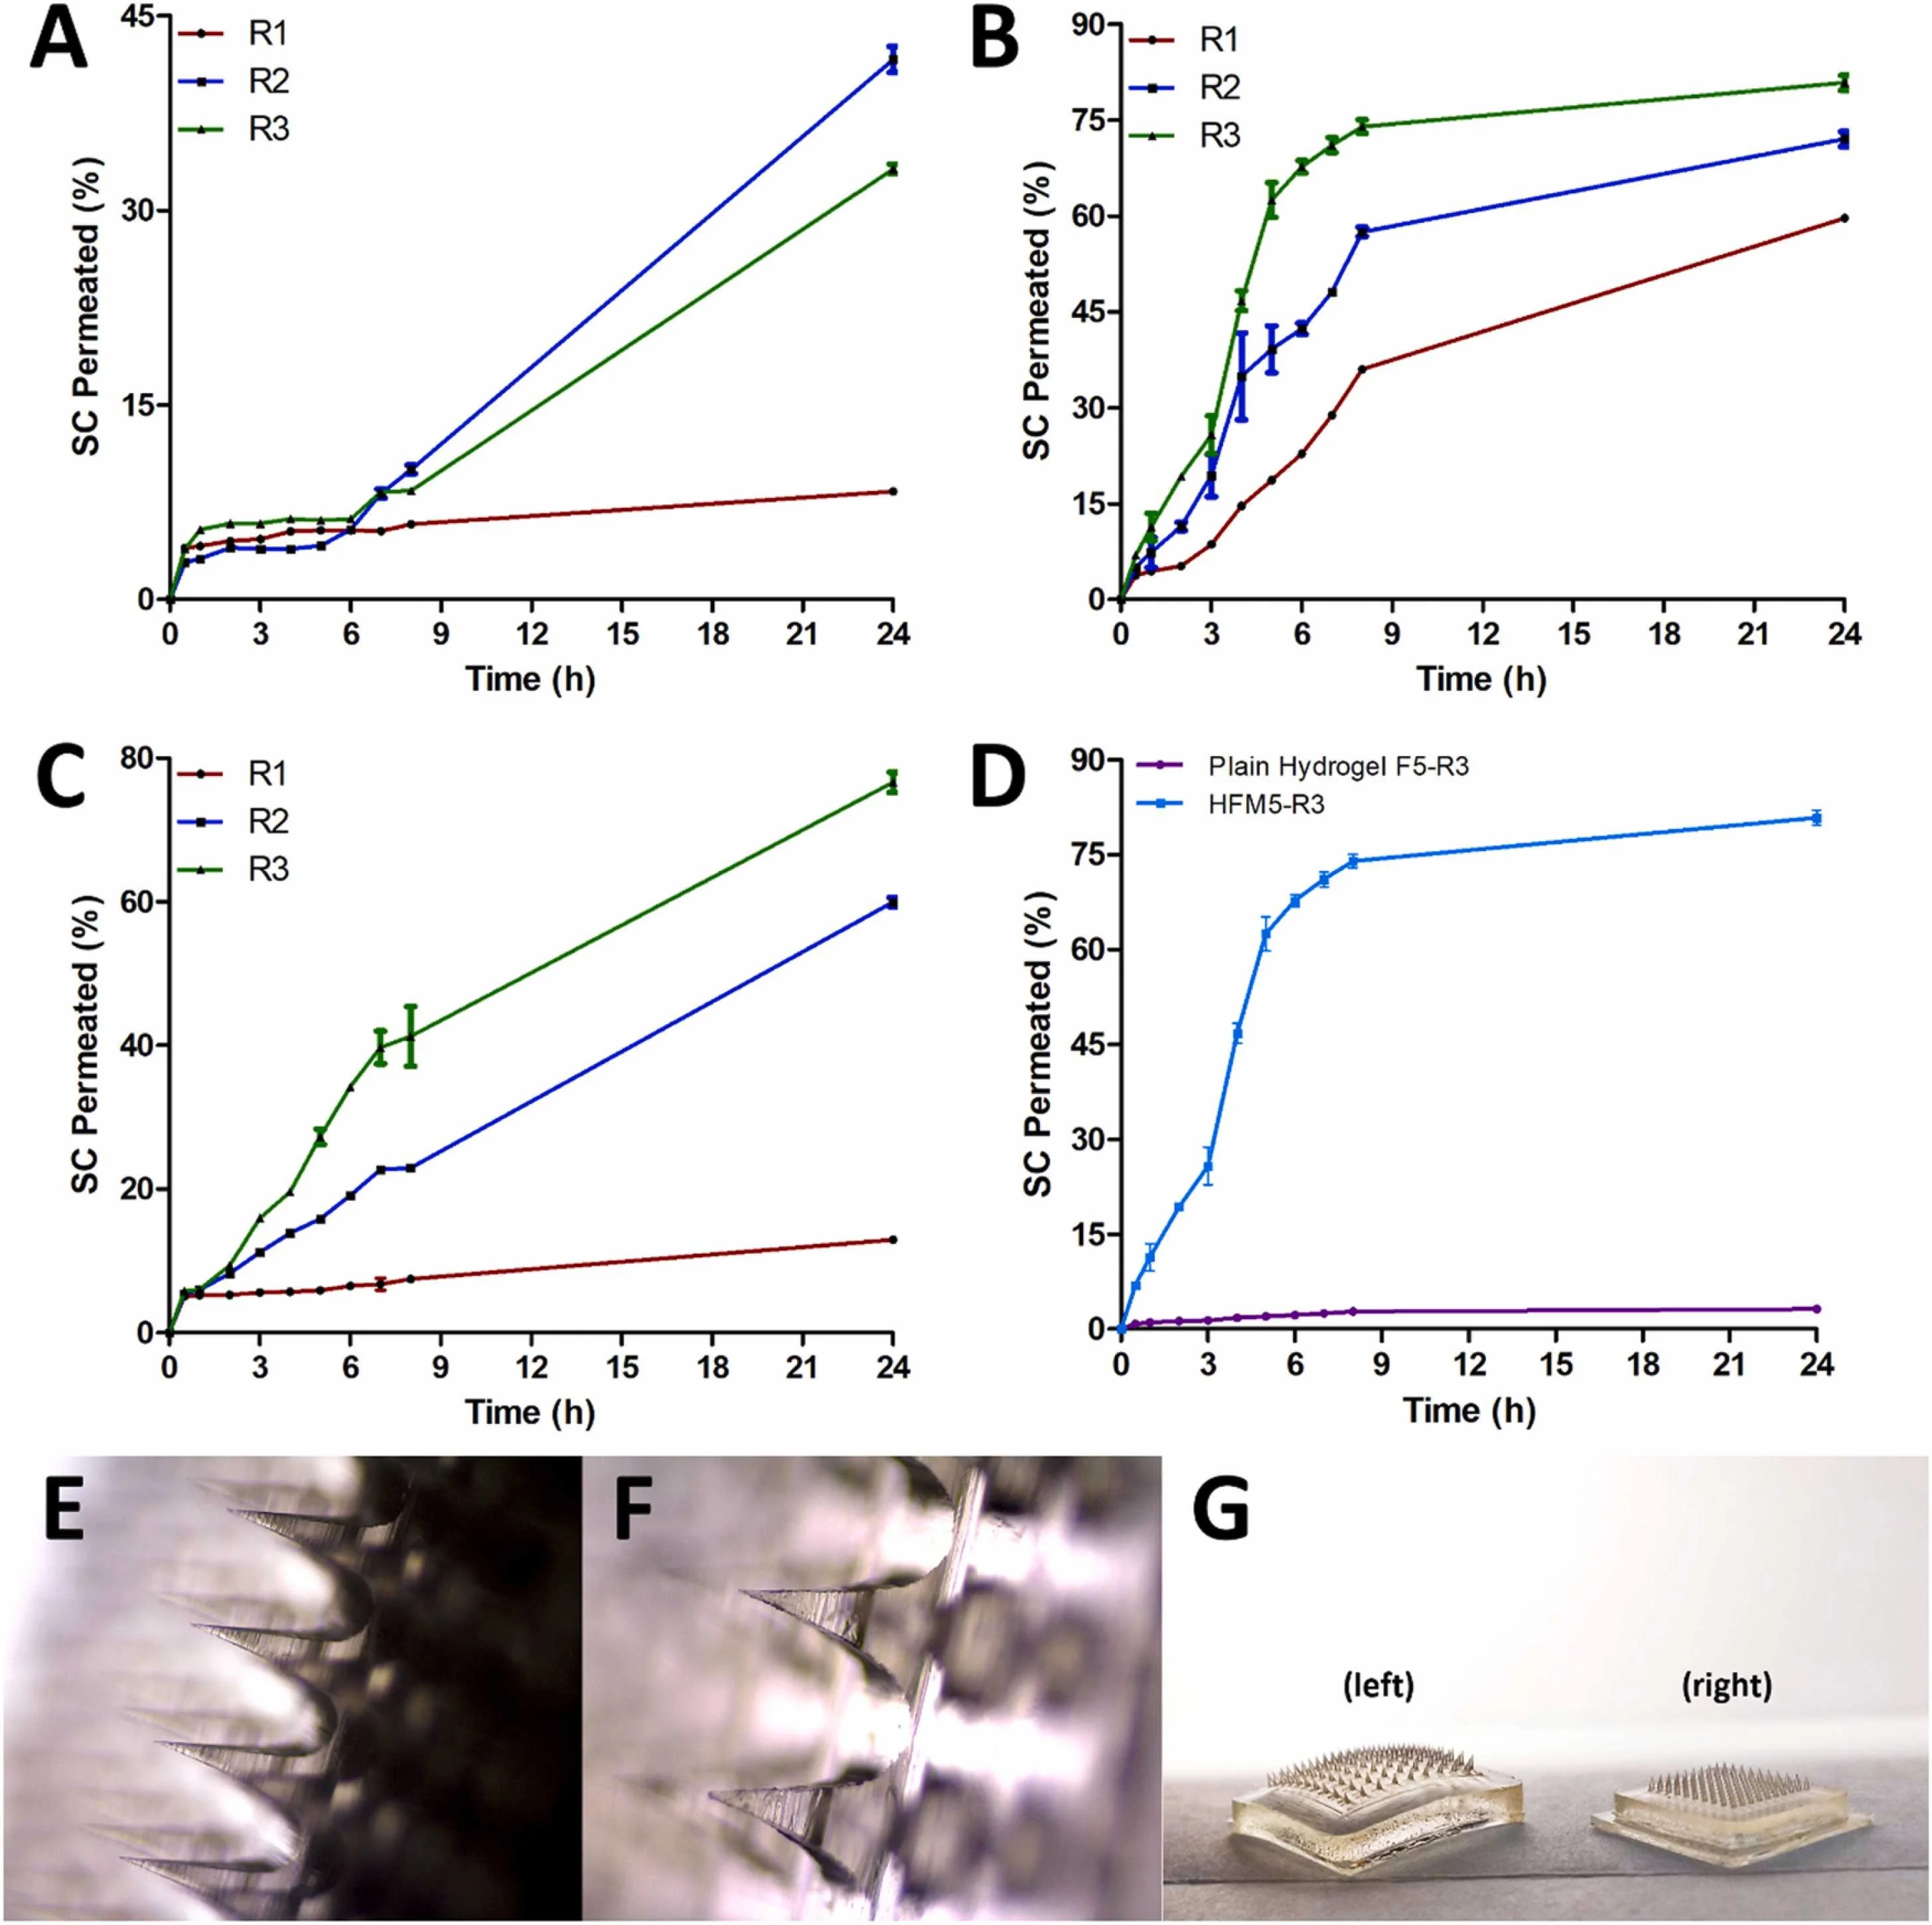 A
45
30
15
0
SC Permeated (%)
R1
R2
R3
0 3 6 9 12 15 18 21 24
Time (h)
B
90
75
60
45
30
15
0
SC Permeated (%)
R1
R2
R3
0 3 6 9 12 15 18 21 24
Time (h)
C
80
60
40
20
0
SC Permeated (%)
R1
R2
R3
0 3 6 9 12 15 18 21 24
Time (h)
D
90
75
60
45
30
15
0
SC Permeated (%)
Plain Hydrogel F5-R3
HFM5-R3
0 3 6 9 12 15 18 21 24
Time (h)
E
F
G
(left) (right)